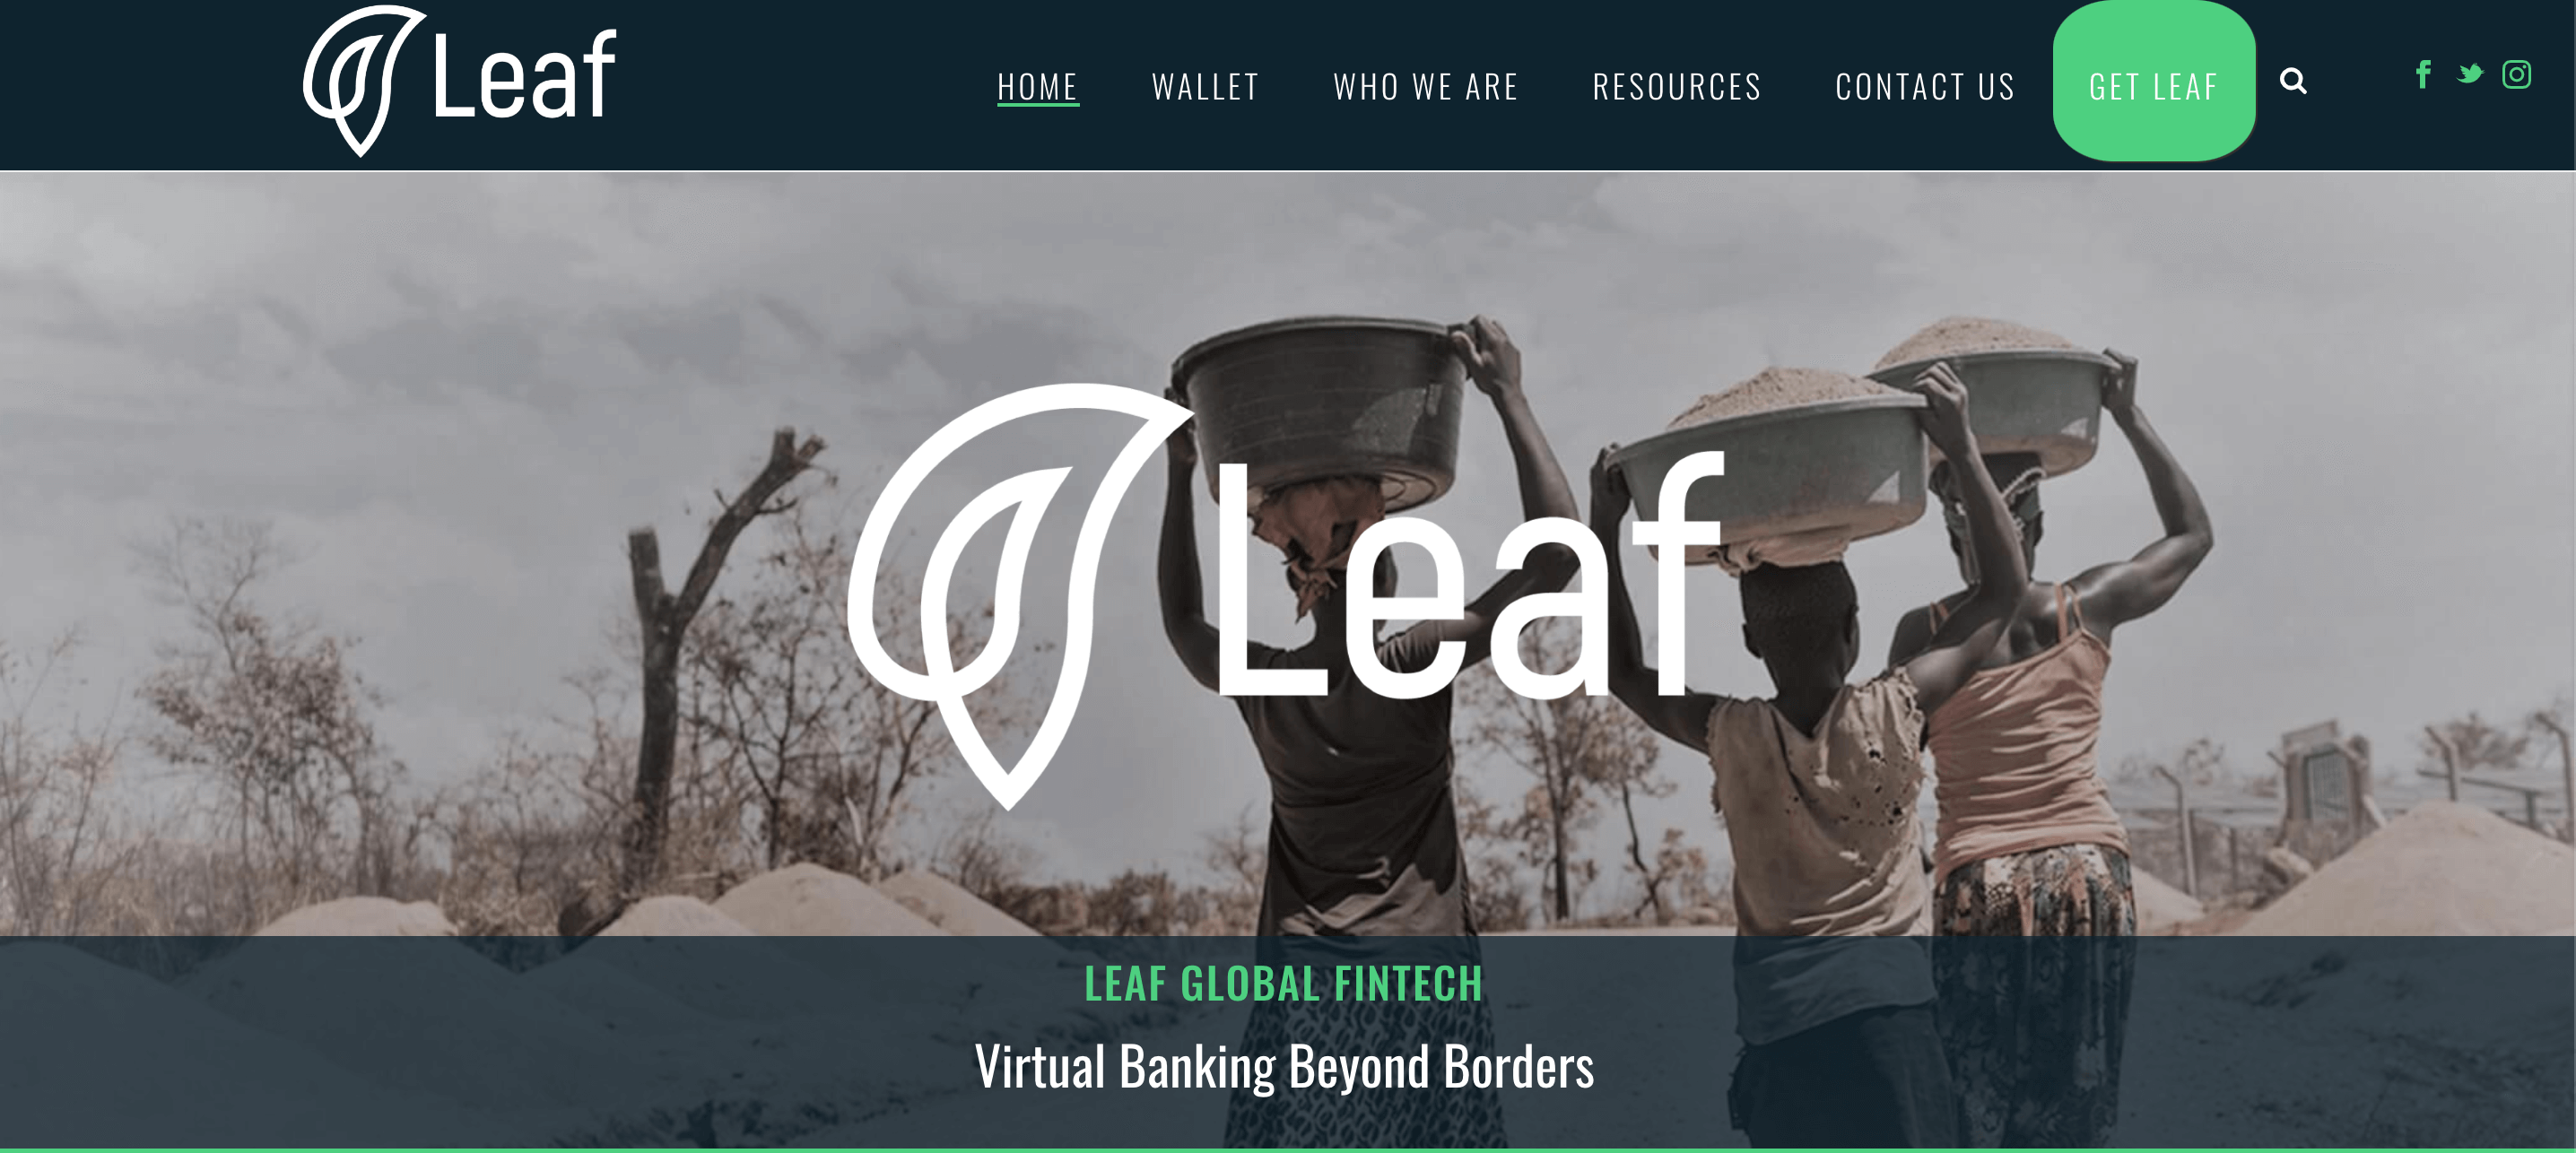 Leaf
HOME WALLET WHO WE ARE RESOURCES CONTACT US GET LEAF
Leaf
LEAF GLOBAL FINTECH
Virtual Banking Beyond Borders